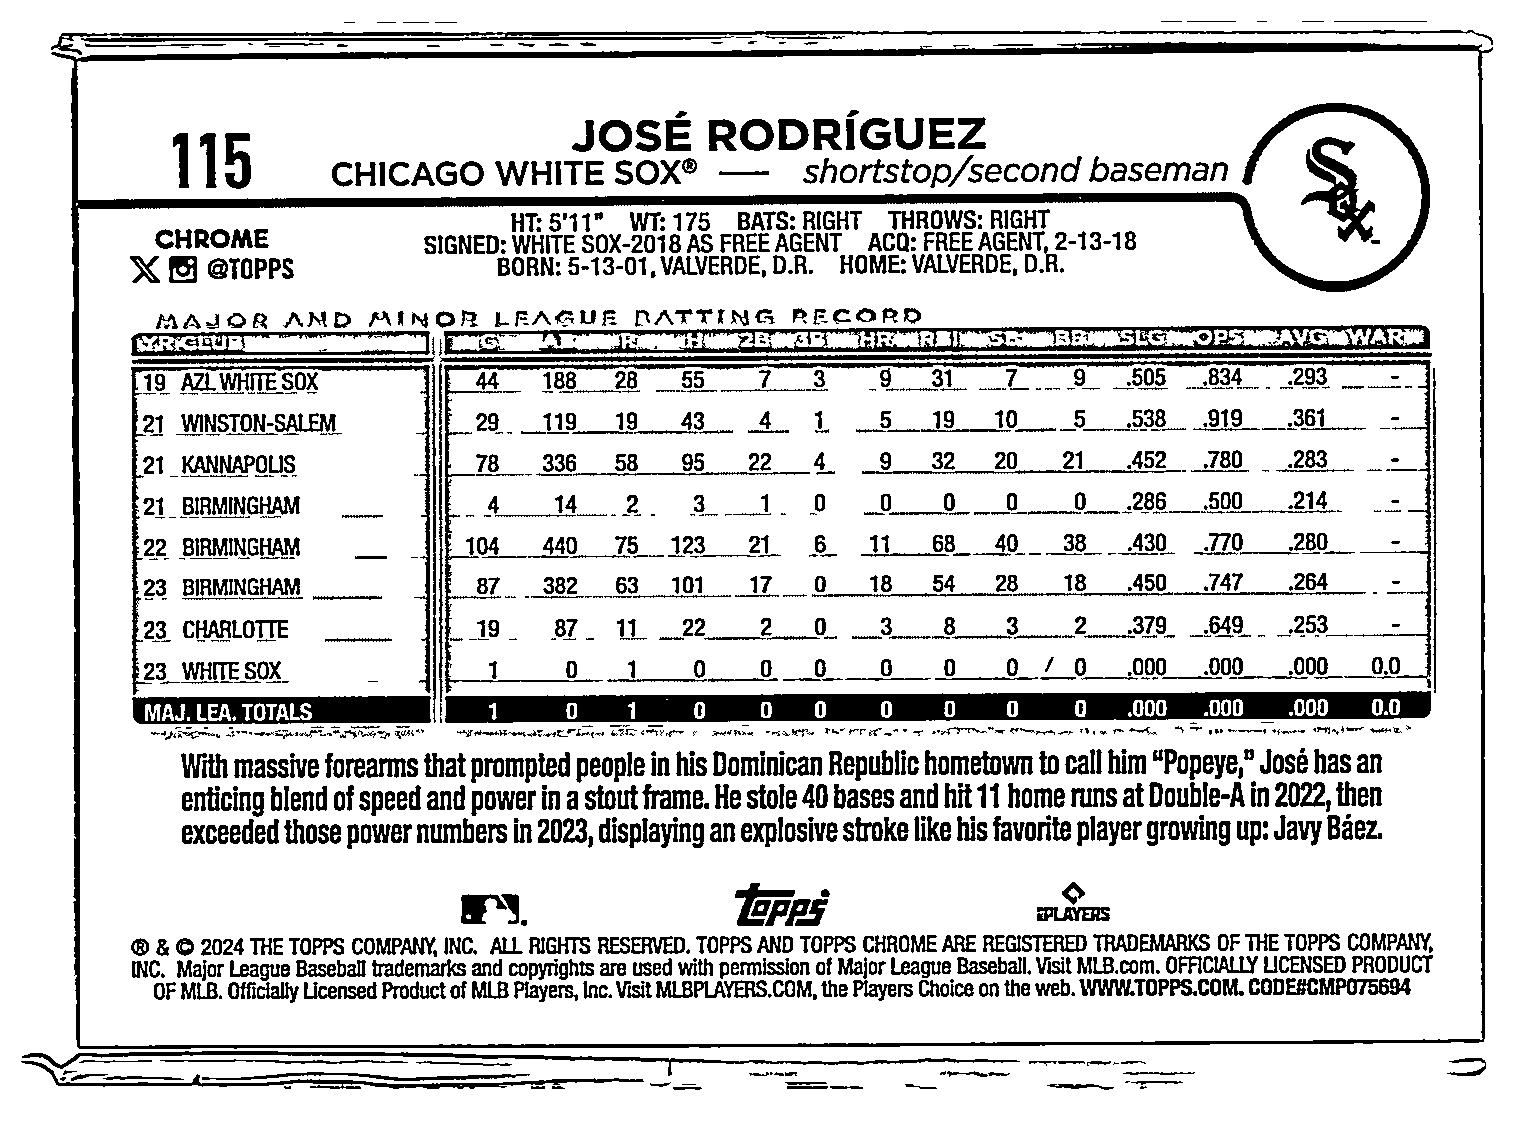 115
JOSÉ RODRÍGUEZ
CHICAGO WHITE SOX® — shortstop/second baseman
Sox
CHROME
X @TOPPS
HT: 5'11" WT: 175 BATS: RIGHT THROWS: RIGHT
SIGNED: WHITE SOX-2018 AS FREE AGENT ACQ: FREE AGENT, 2-13-18
BORN: 5-13-01, VALVERDE, D.R. HOME: VALVERDE, D.R.
MAJOR AND MINOR LEAGUE BATTING RECORD
YR CLUB G AB R H 2B 3B HR RBI SB BB SLG OPS AVG WAR
19 AZL WHITE SOX 44 188 28 55 7 3 9 31 7 9 .505 .834 .293 -
21 WINSTON-SALEM 29 119 19 43 4 1 5 19 10 5 .538 .919 .361 -
21 KANNAPOLIS 78 336 58 95 22 4 9 32 20 21 .452 .780 .283 -
21 BIRMINGHAM 4 14 2 3 1 0 0 0 0 0 .286 .500 .214 -
22 BIRMINGHAM 104 440 75 123 21 6 11 68 40 38 .430 .770 .280 -
23 BIRMINGHAM 87 382 63 101 17 0 18 54 28 18 .450 .747 .264 -
23 CHARLOTTE 19 87 11 22 2 0 3 8 3 2 .379 .649 .253 -
23 WHITE SOX 1 0 1 0 0 0 0 0 0 / 0 .000 .000 .000 0.0
MAJ. LEA. TOTALS 1 0 1 0 0 0 0 0 0 0 .000 .000 .000 0.0
With massive forearms that prompted people in his Dominican Republic hometown to call him “Popeye,” José has an
enticing blend of speed and power in a stout frame. He stole 40 bases and hit 11 home runs at Double-A in 2022, then
exceeded those power numbers in 2023, displaying an explosive stroke like his favorite player growing up: Javy Báez.
topps
PLAYERS
® & © 2024 THE TOPPS COMPANY, INC. ALL RIGHTS RESERVED. TOPPS AND TOPPS CHROME ARE REGISTERED TRADEMARKS OF THE TOPPS COMPANY,
INC. Major League Baseball trademarks and copyrights are used with permission of Major League Baseball. Visit MLB.com. OFFICIALLY LICENSED PRODUCT
OF MLB. Officially Licensed Product of MLB Players, Inc. Visit MLBPLAYERS.COM, the Players Choice on the web. WWW.TOPPS.COM. CODE#CMP075694